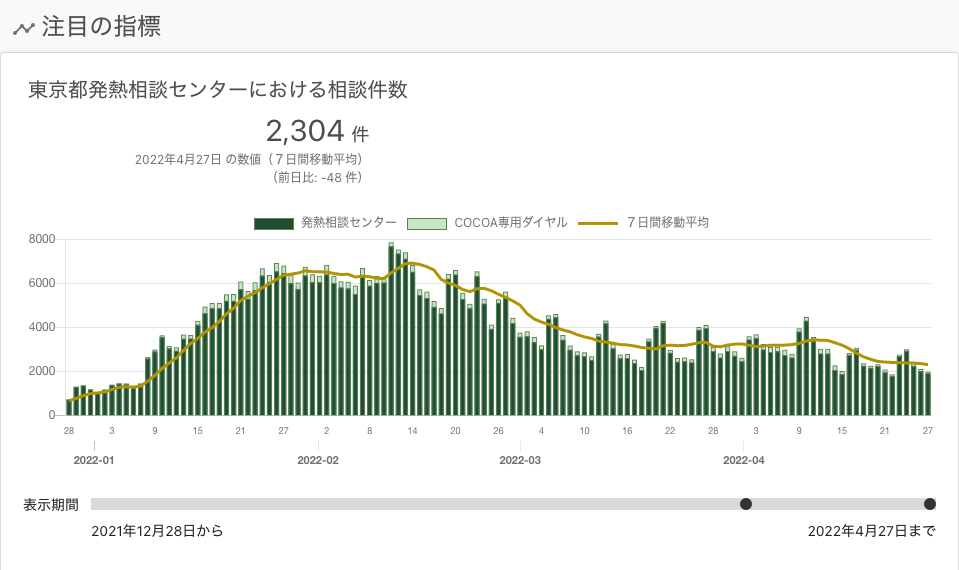 注目の指標
東京都発熱相談センターにおける相談件数
2,304 件
2022年4月27日 の数値（７日間移動平均）
（前日比: -48 件）
発熱相談センター COCOA専用ダイヤル ７日間移動平均
8000
6000
4000
2000
0
28 3 9 15 21 27 2 8 14 20 26 4 10 16 22 28 3 9 15 21 27
2022-01 2022-02 2022-03 2022-04
表示期間
2021年12月28日から 2022年4月27日まで